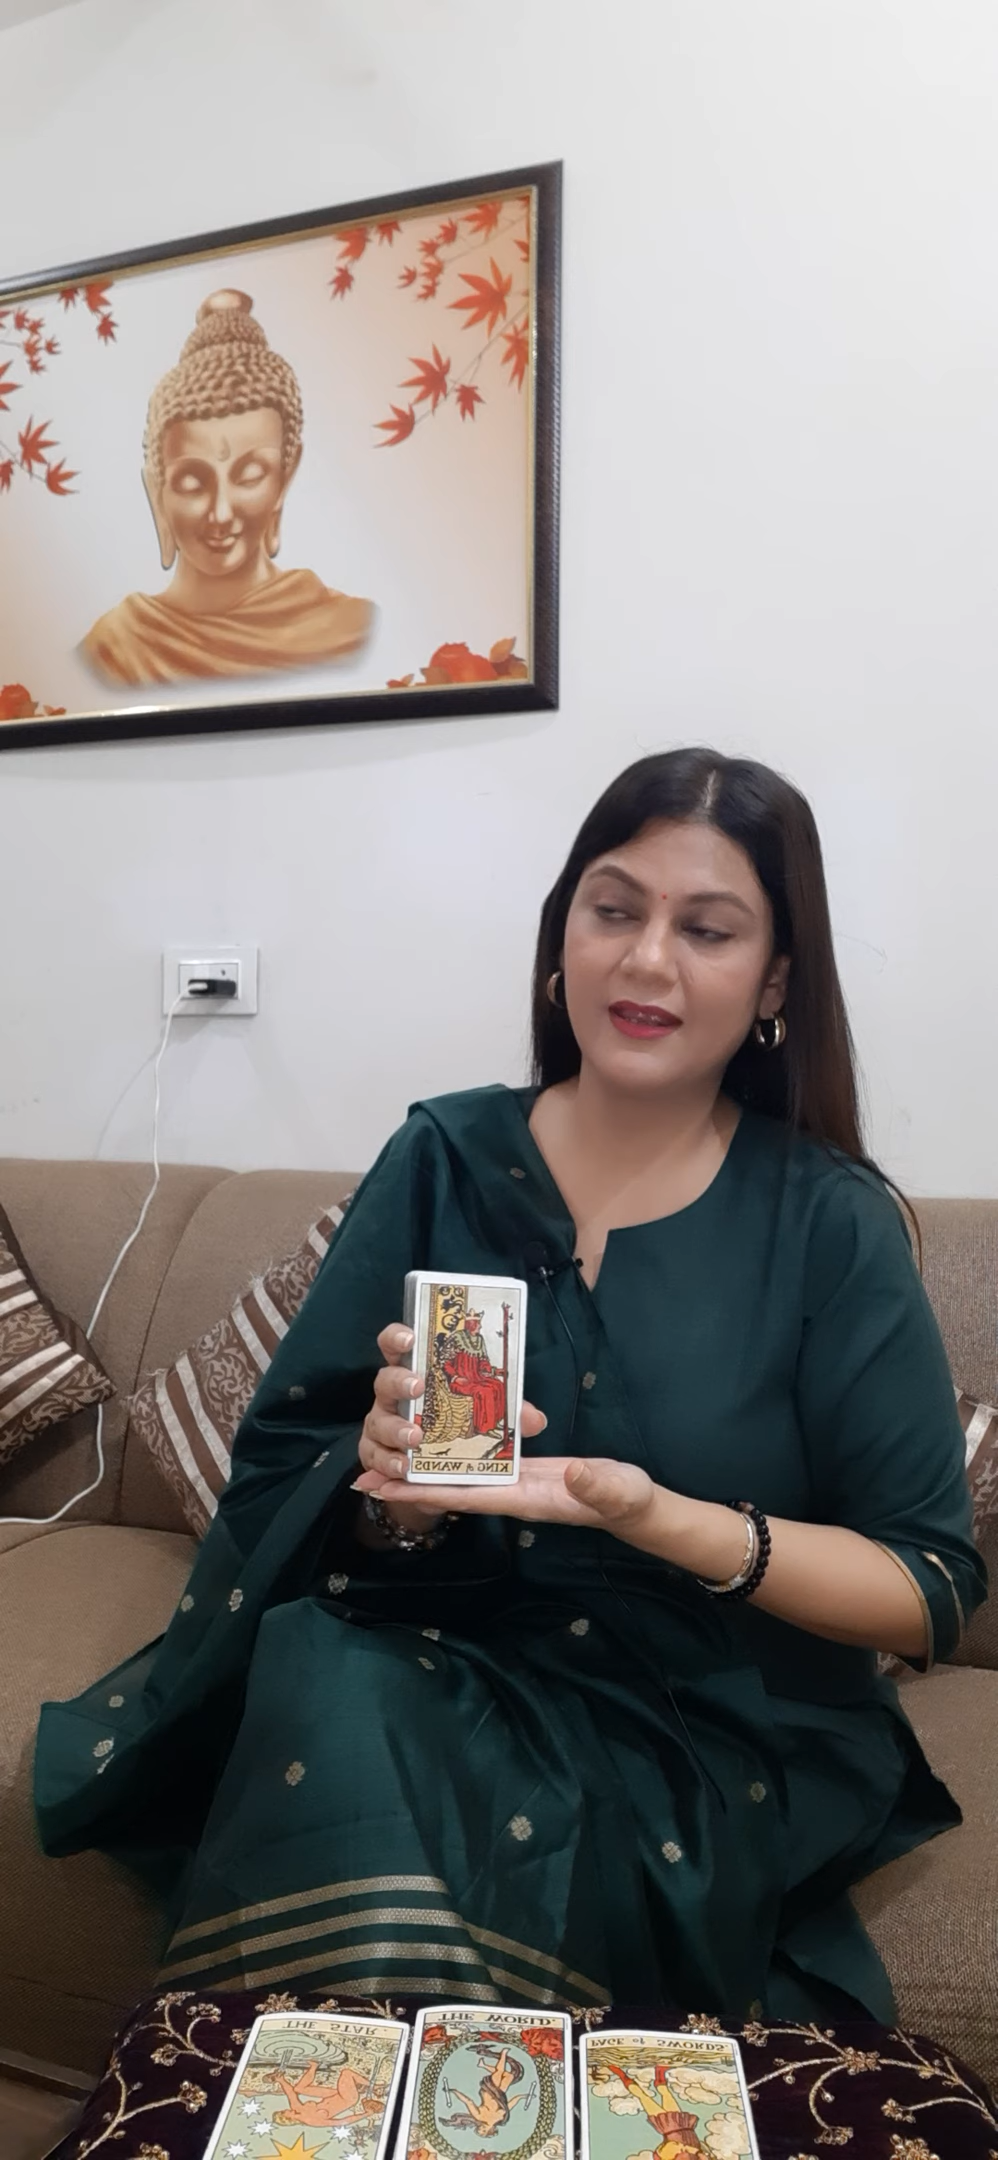 KING of WANDS
THE STAR.
THE WORLD.
PAGE of SWORDS